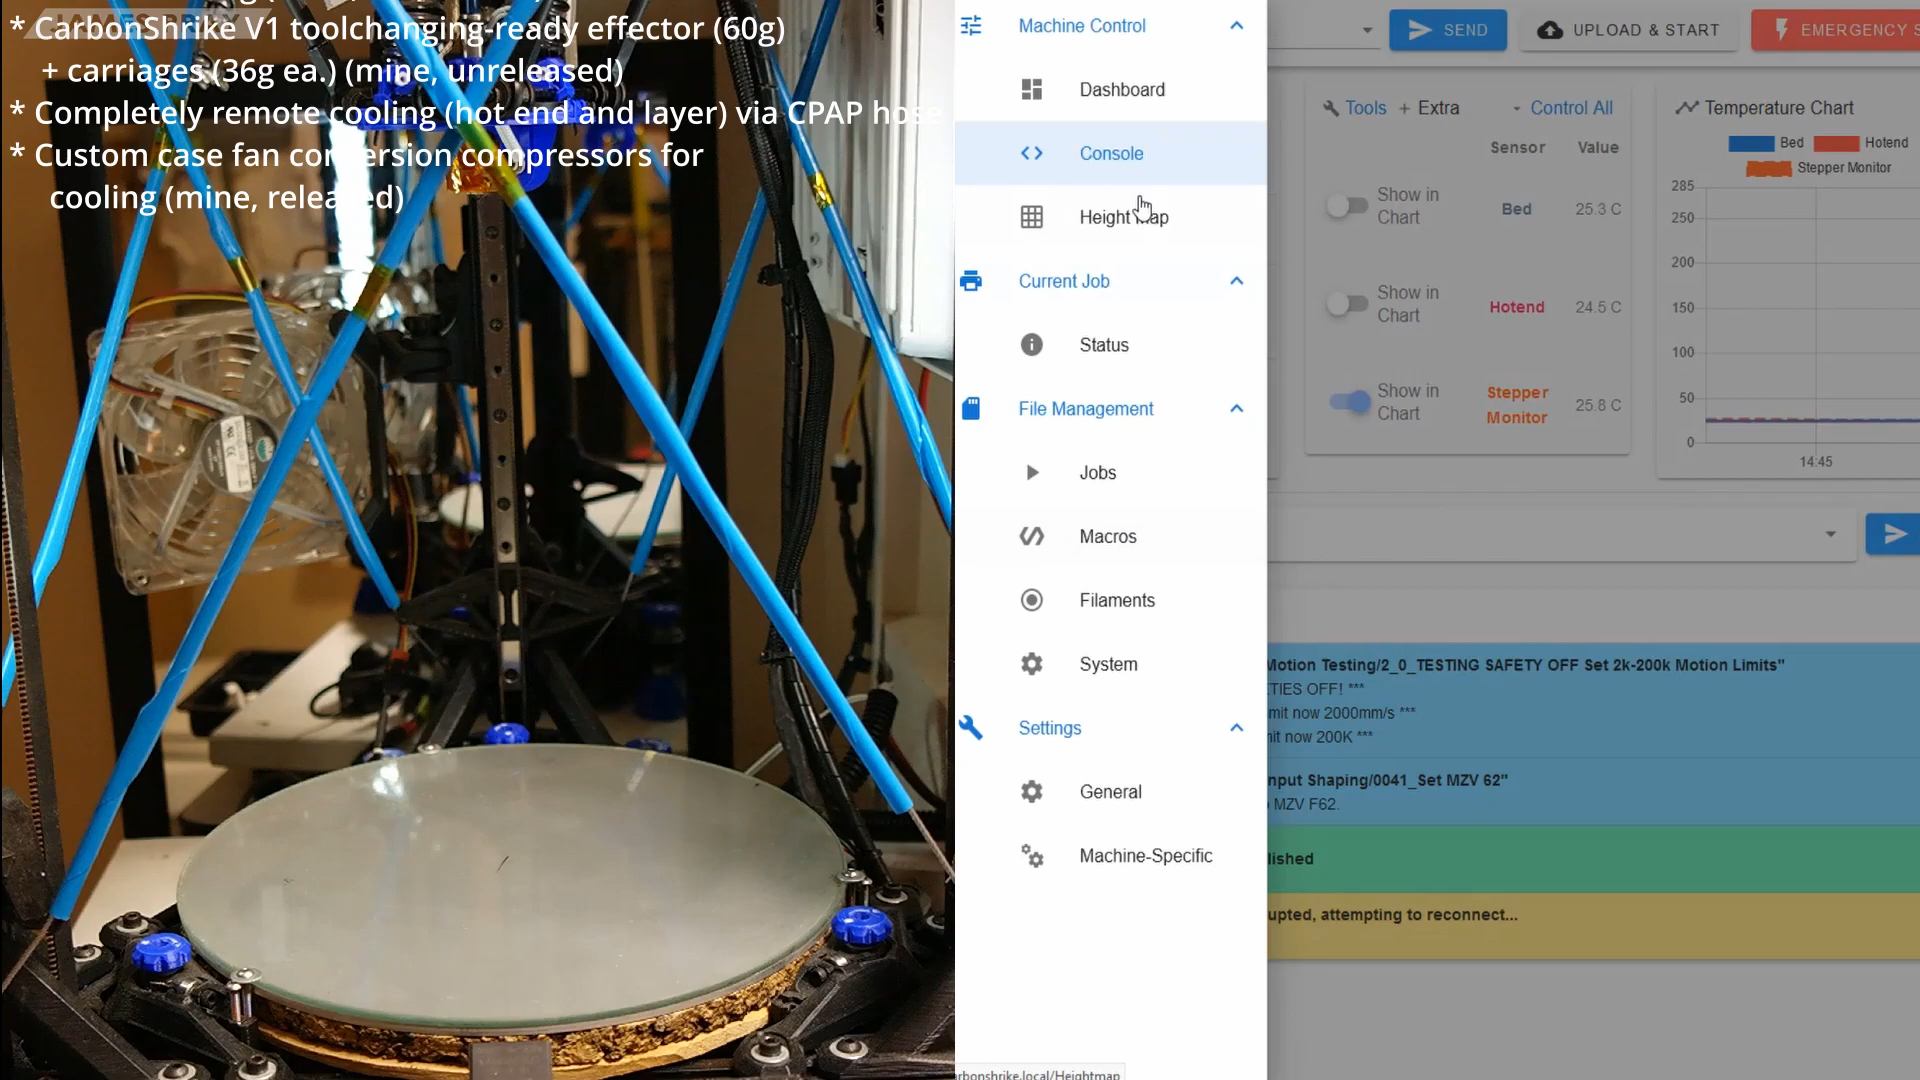 * CarbonShrike V1 toolchanging-ready effector (60g)
+ carriages (36g ea.) (mine, unreleased)
* Completely remote cooling (hot end and layer) via CPAP hose
* Custom case fan conversion compressors for
cooling (mine, released)
Machine Control
Dashboard
Console
Height Map
Current Job
Status
File Management
Jobs
Macros
Filaments
System
Settings
General
Machine-Specific
carbonshrike.local/Heightmap
SEND
UPLOAD & START
EMERGENCY S
Tools + Extra
Control All
Sensor Value
Show in Chart
Bed 25.3 C
Show in Chart
Hotend 24.5 C
Show in Chart
Stepper Monitor 25.8 C
Temperature Chart
Bed
Hotend
Stepper Monitor
285
250
200
150
100
50
0
14:45
Motion Testing/2_0_TESTING SAFETY OFF Set 2k-200k Motion Limits"
TIES OFF! ***
mit now 2000mm/s ***
it now 200K ***
nput Shaping/0041_Set MZV 62"
MZV F62.
lished
upted, attempting to reconnect...